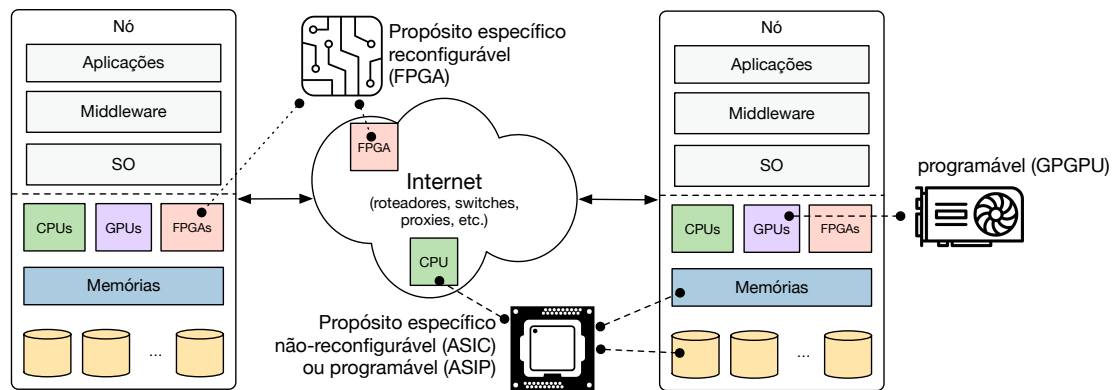 Nó
Aplicações
Middleware
SO
CPUs
GPUs
FPGAs
Memórias
...
Propósito específico
reconfigurável
(FPGA)
FPGA
Internet
(roteadores, switches,
proxies, etc.)
CPU
Propósito específico
não-reconfigurável (ASIC)
ou programável (ASIP)
Nó
Aplicações
Middleware
SO
CPUs
GPUs
FPGAs
Memórias
...
programável (GPGPU)